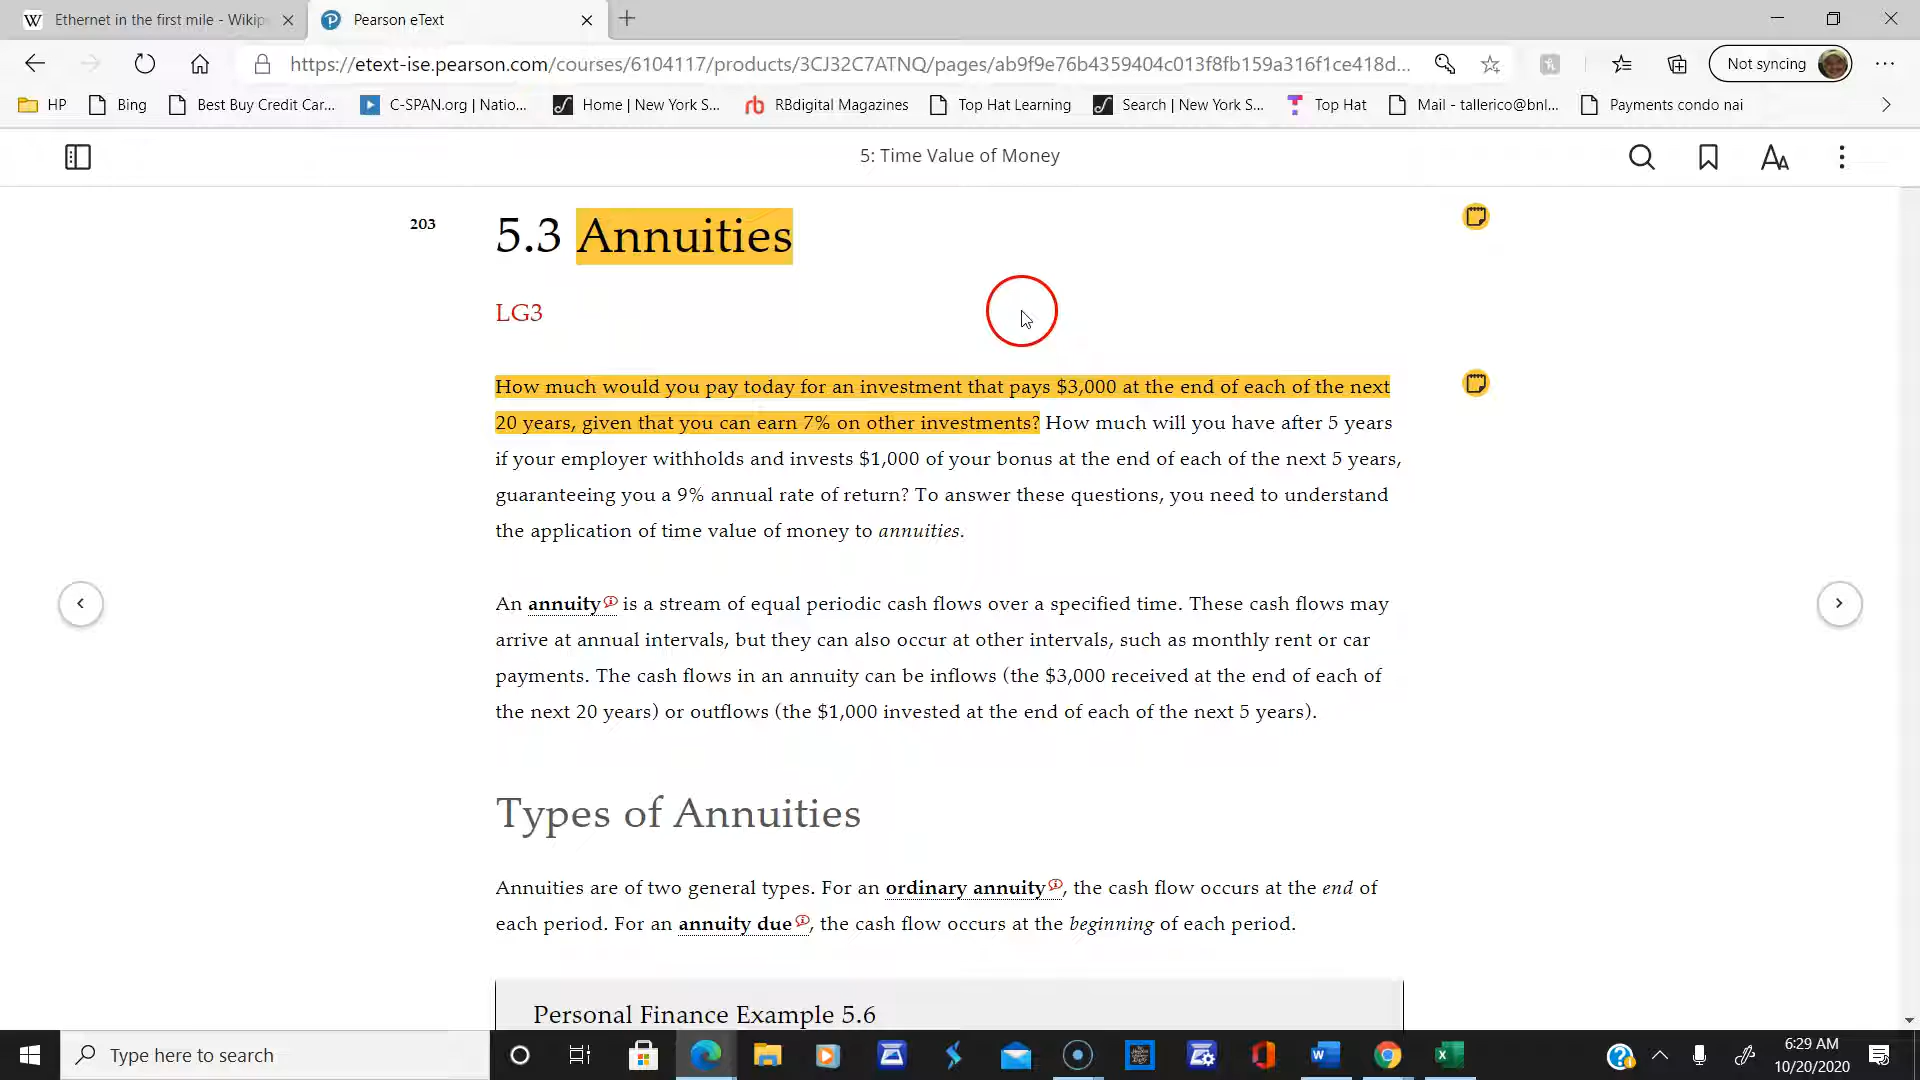 Ethernet in the first mile - Wikip
Pearson eText
https://etext-ise.pearson.com/courses/6104117/products/3CJ32C7ATNQ/pages/ab9f9e76b4359404c013f8fb159a316f1ce418d...
Not syncing
HP
Bing
Best Buy Credit Car...
C-SPAN.org | Natio...
Home | New York S...
RBdigital Magazines
Top Hat Learning
Search | New York S...
Top Hat
Mail - tallerico@bnl...
Payments condo nai
5: Time Value of Money
203
5.3 Annuities
LG3
How much would you pay today for an investment that pays $3,000 at the end of each of the next
20 years, given that you can earn 7% on other investments? How much will you have after 5 years
if your employer withholds and invests $1,000 of your bonus at the end of each of the next 5 years,
guaranteeing you a 9% annual rate of return? To answer these questions, you need to understand
the application of time value of money to annuities.
An annuity is a stream of equal periodic cash flows over a specified time. These cash flows may
arrive at annual intervals, but they can also occur at other intervals, such as monthly rent or car
payments. The cash flows in an annuity can be inflows (the $3,000 received at the end of each of
the next 20 years) or outflows (the $1,000 invested at the end of each of the next 5 years).
Types of Annuities
Annuities are of two general types. For an ordinary annuity, the cash flow occurs at the end of
each period. For an annuity due, the cash flow occurs at the beginning of each period.
Personal Finance Example 5.6
Type here to search
6:29 AM
10/20/2020